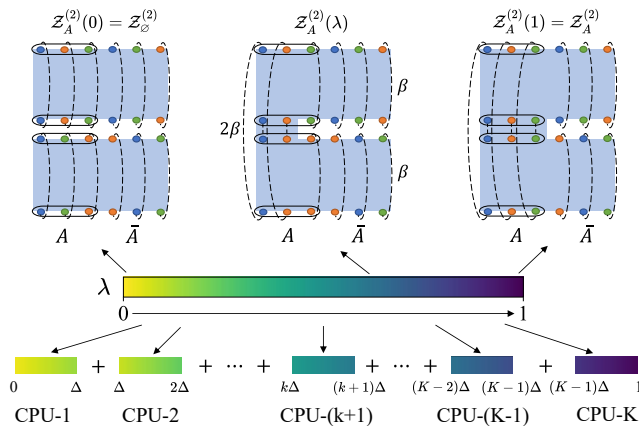 𝒵_A^{(2)}(0) = 𝒵_∅^{(2)} 𝒵_A^{(2)}(λ) 𝒵_A^{(2)}(1) = 𝒵_A^{(2)}
β
2β
β
A Ā A Ā A Ā
λ
0 1
+ + ··· + + ··· + +
0 Δ Δ 2Δ kΔ (k+1)Δ (K−2)Δ (K−1)Δ (K−1)Δ 1
CPU-1 CPU-2 CPU-(k+1) CPU-(K-1) CPU-K